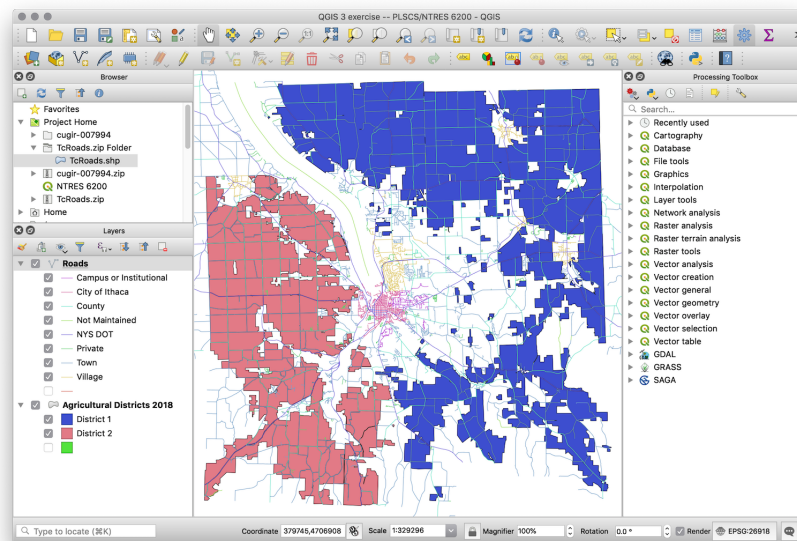 QGIS 3 exercise -- PLSCS/NTRES 6200 - QGIS
Browser
Favorites
Project Home
cugir-007994
TcRoads.zip Folder
TcRoads.shp
cugir-007994.zip
NTRES 6200
TcRoads.zip
Home
Layers
Roads
Campus or Institutional
City of Ithaca
County
Not Maintained
NYS DOT
Private
Town
Village
Agricultural Districts 2018
District 1
District 2
Processing Toolbox
Search...
Recently used
Cartography
Database
File tools
Graphics
Interpolation
Layer tools
Network analysis
Raster analysis
Raster terrain analysis
Raster tools
Vector analysis
Vector creation
Vector general
Vector geometry
Vector overlay
Vector selection
Vector table
GDAL
GRASS
SAGA
Type to locate (⌘K)
Coordinate 379745,4706908 Scale 1:329296 Magnifier 100% Rotation 0.0 ° Render EPSG:26918